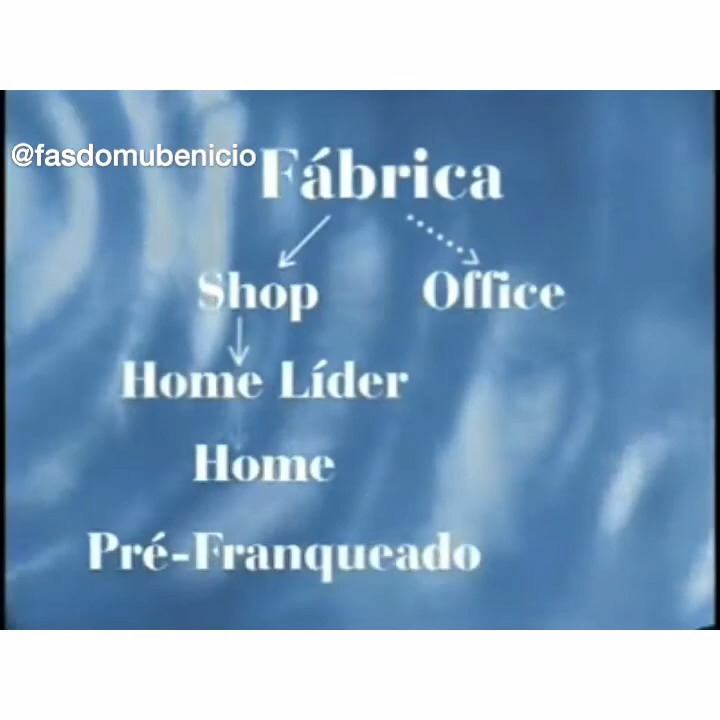 @fasdomubenicio
Fábrica
Shop Office
Home Líder
Home
Pré-Franqueado